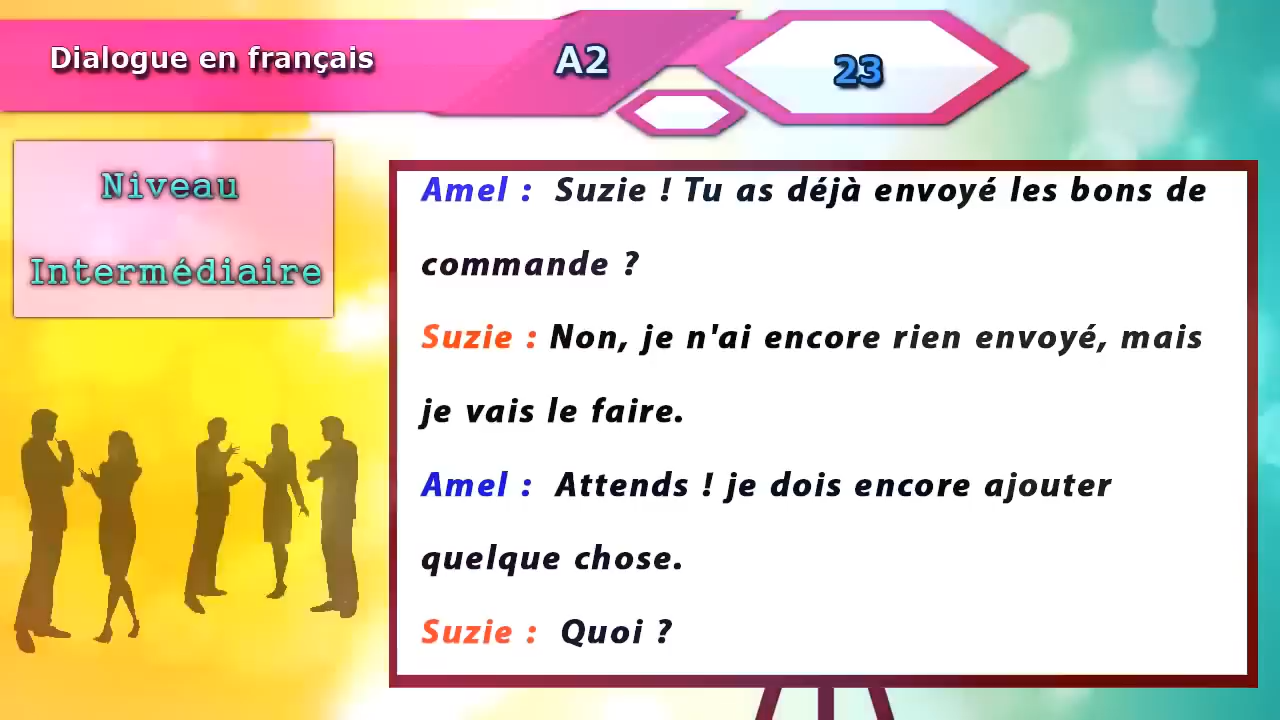 Dialogue en français
A2
23
Niveau
Intermédiaire
Amel : Suzie ! Tu as déjà envoyé les bons de
commande ?
Suzie : Non, je n'ai encore rien envoyé, mais
je vais le faire.
Amel : Attends ! je dois encore ajouter
quelque chose.
Suzie : Quoi ?